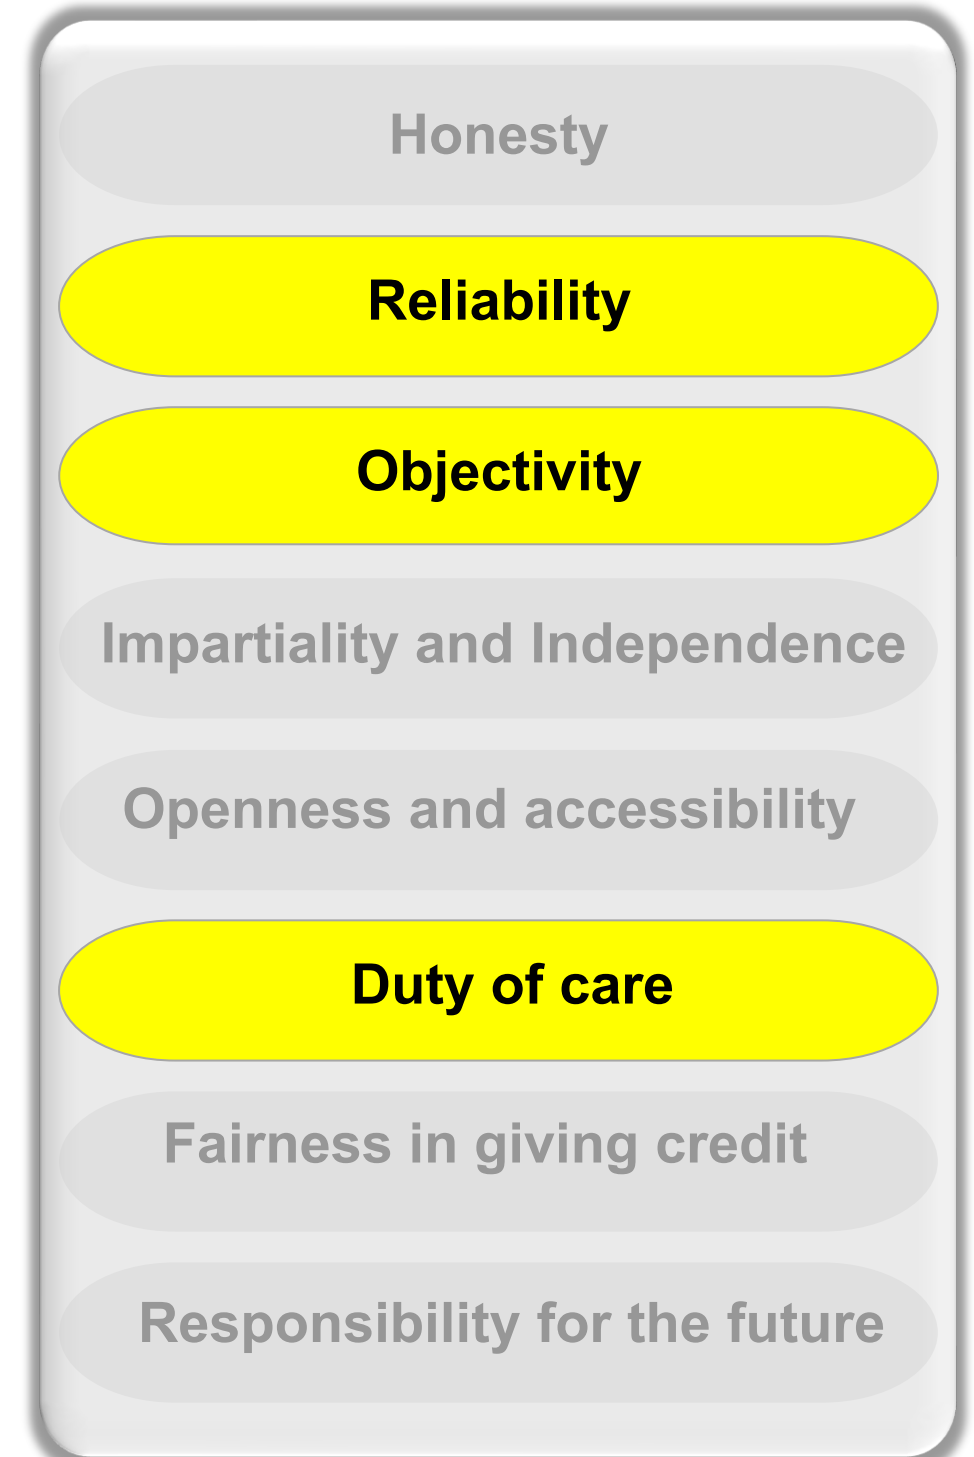 Honesty
Reliability
Objectivity
Impartiality and Independence
Openness and accessibility
Duty of care
Fairness in giving credit
Responsibility for the future